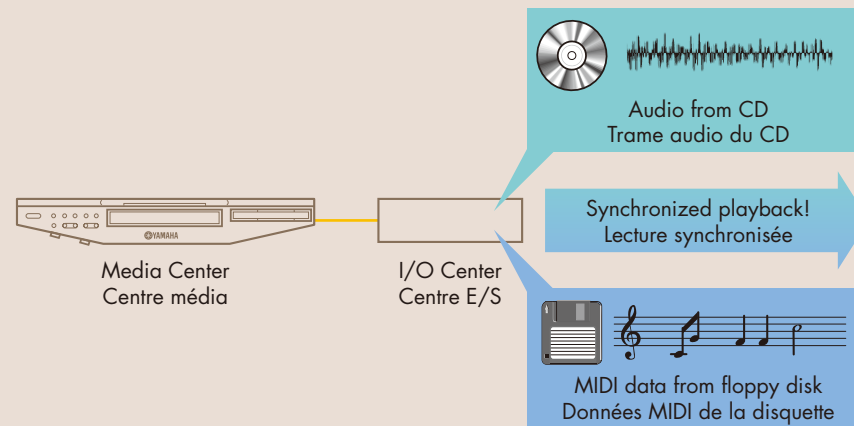 Audio from CD
Trame audio du CD
Synchronized playback!
Lecture synchronisée
YAMAHA
Media Center
Centre média
I/O Center
Centre E/S
MIDI data from floppy disk
Données MIDI de la disquette